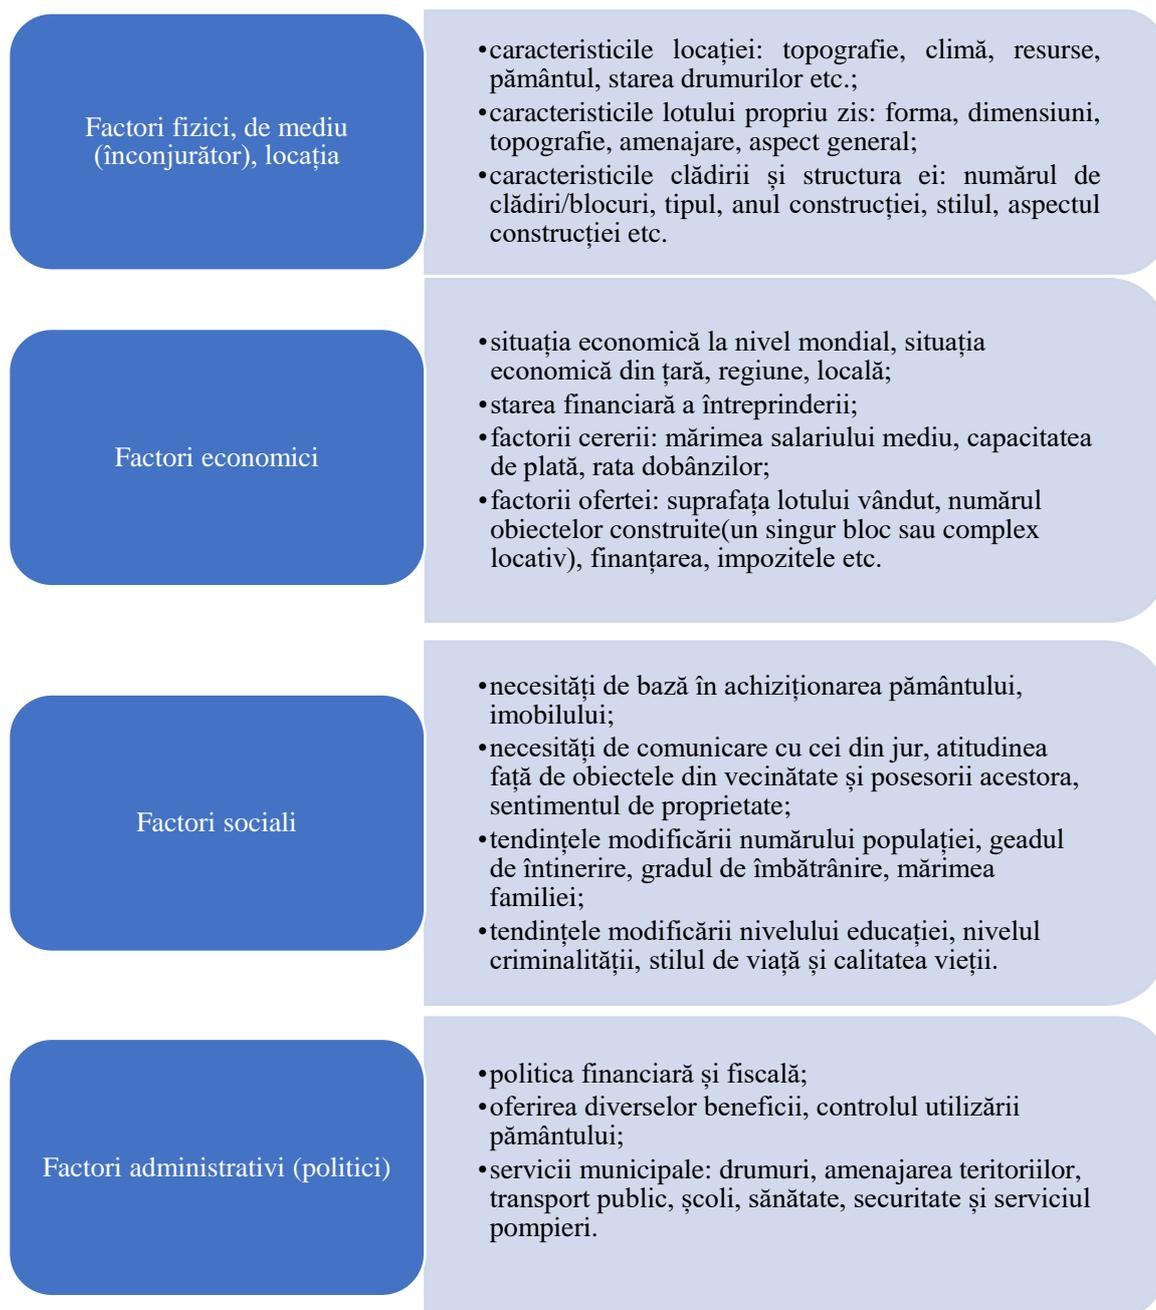 Factori fizici, de mediu
(înconjurător), locația
•caracteristicile locației: topografie, climă, resurse,
pământul, starea drumurilor etc.;
•caracteristicile lotului propriu zis: forma, dimensiuni,
topografie, amenajare, aspect general;
•caracteristicile clădirii și structura ei: numărul de
clădiri/blocuri, tipul, anul construcției, stilul, aspectul
construcției etc.
Factori economici
•situația economică la nivel mondial, situația
economică din țară, regiune, locală;
•starea financiară a întreprinderii;
•factorii cererii: mărimea salariului mediu, capacitatea
de plată, rata dobânzilor;
•factorii ofertei: suprafața lotului vândut, numărul
obiectelor construite(un singur bloc sau complex
locativ), finanțarea, impozitele etc.
Factori sociali
•necesități de bază în achiziționarea pământului,
imobilului;
•necesități de comunicare cu cei din jur, atitudinea
față de obiectele din vecinătate și posesorii acestora,
sentimentul de proprietate;
•tendințele modificării numărului populației, geadul
de întinerire, gradul de îmbătrânire, mărimea
familiei;
•tendințele modificării nivelului educației, nivelul
criminalității, stilul de viață și calitatea vieții.
Factori administrativi (politici)
•politica financiară și fiscală;
•oferirea diverselor beneficii, controlul utilizării
pământului;
•servicii municipale: drumuri, amenajarea teritoriilor,
transport public, școli, sănătate, securitate și serviciul
pompieri.